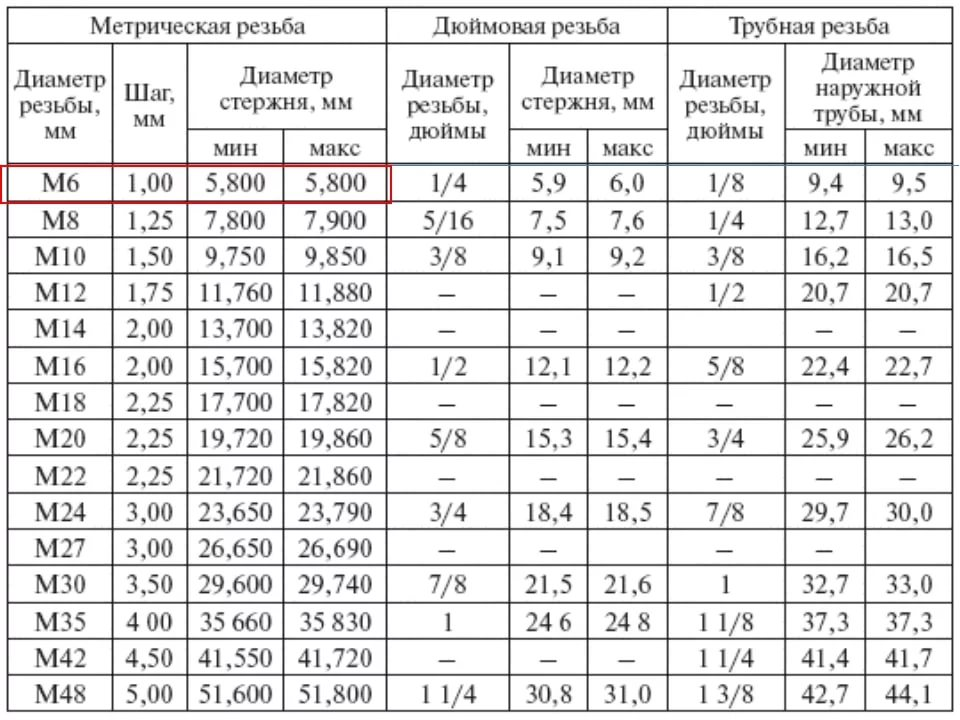 Метрическая резьба Дюймовая резьба Трубная резьба
Диаметр резьбы, мм Шаг, мм Диаметр стержня, мм Диаметр резьбы, дюймы Диаметр стержня, мм Диаметр резьбы, дюймы Диаметр наружной трубы, мм
мин макс мин макс мин макс
М6 1,00 5,800 5,800 1/4 5,9 6,0 1/8 9,4 9,5
М8 1,25 7,800 7,900 5/16 7,5 7,6 1/4 12,7 13,0
М10 1,50 9,750 9,850 3/8 9,1 9,2 3/8 16,2 16,5
М12 1,75 11,760 11,880 – – – 1/2 20,7 20,7
М14 2,00 13,700 13,820 – – – – –
М16 2,00 15,700 15,820 1/2 12,1 12,2 5/8 22,4 22,7
М18 2,25 17,700 17,820 – – – – – –
М20 2,25 19,720 19,860 5/8 15,3 15,4 3/4 25,9 26,2
М22 2,25 21,720 21,860 – – – – – –
М24 3,00 23,650 23,790 3/4 18,4 18,5 7/8 29,7 30,0
М27 3,00 26,650 26,690 – – – –
М30 3,50 29,600 29,740 7/8 21,5 21,6 1 32,7 33,0
М35 4 00 35 660 35 830 1 24 6 24 8 1 1/8 37,3 37,3
М42 4,50 41,550 41,720 – – – 1 1/4 41,4 41,7
М48 5,00 51,600 51,800 1 1/4 30,8 31,0 1 3/8 42,7 44,1